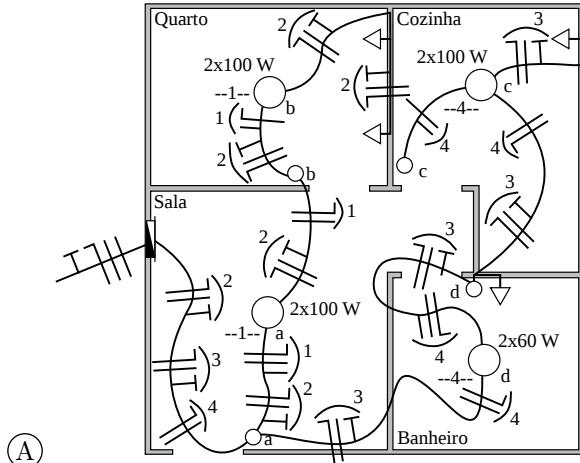 Quarto
Cozinha
2
3
2x100 W
2x100 W
2
--1--
b
c
1
--4--
4
4
2
b
c
Sala
3
1
2
3
2
d
2x100 W
--1--
a
2x60 W
1
4
3
--4--
d
2
3
4
4
a
Banheiro
A